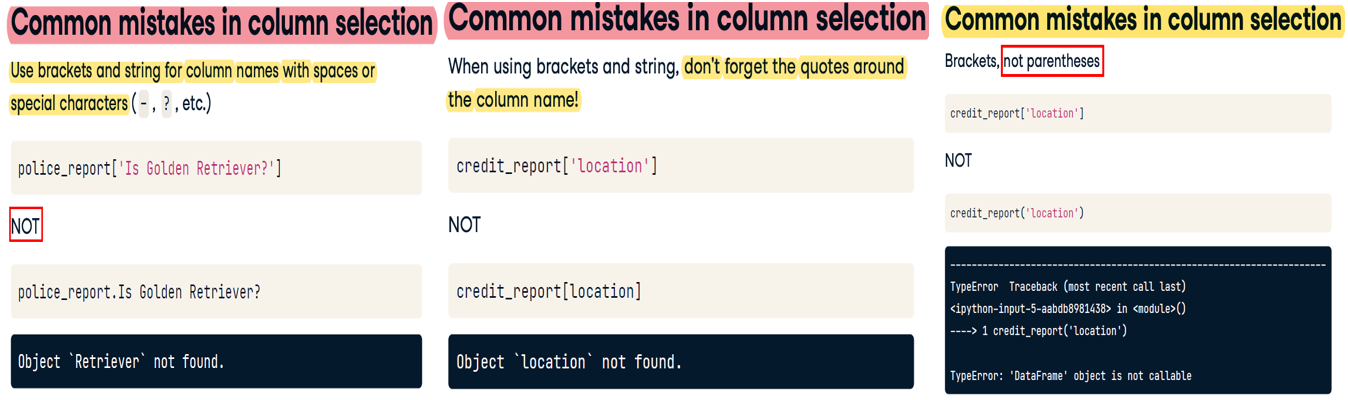 Common mistakes in column selection
Use brackets and string for column names with spaces or
special characters ( - , ? , etc.)
police_report['Is Golden Retriever?']
NOT
police_report.Is Golden Retriever?
Object `Retriever` not found.
Common mistakes in column selection
When using brackets and string, don't forget the quotes around
the column name!
credit_report['location']
NOT
credit_report[location]
Object `location` not found.
Common mistakes in column selection
Brackets, not parentheses
credit_report['location']
NOT
credit_report('location')
---------------------------------------------------------------------------
TypeError  Traceback (most recent call last)
<ipython-input-5-aabdb8981438> in <module>()
----> 1 credit_report('location')
TypeError: 'DataFrame' object is not callable